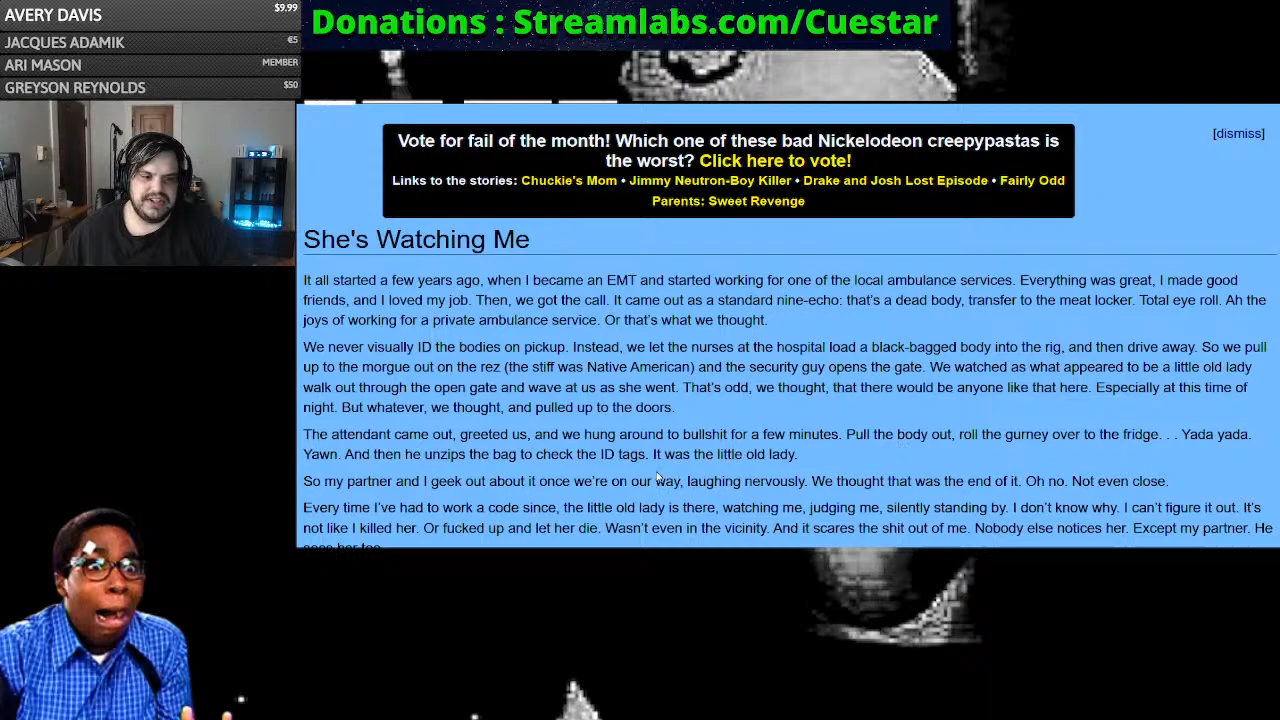 AVERY DAVIS $9.99
JACQUES ADAMIK €5
ARI MASON MEMBER
GREYSON REYNOLDS $50
Donations : Streamlabs.com/Cuestar
Vote for fail of the month! Which one of these bad Nickelodeon creepypastas is
the worst? Click here to vote!
Links to the stories: Chuckie's Mom • Jimmy Neutron-Boy Killer • Drake and Josh Lost Episode • Fairly Odd
Parents: Sweet Revenge
[dismiss]
She's Watching Me
It all started a few years ago, when I became an EMT and started working for one of the local ambulance services. Everything was great, I made good
friends, and I loved my job. Then, we got the call. It came out as a standard nine-echo: that's a dead body, transfer to the meat locker. Total eye roll. Ah the
joys of working for a private ambulance service. Or that's what we thought.
We never visually ID the bodies on pickup. Instead, we let the nurses at the hospital load a black-bagged body into the rig, and then drive away. So we pull
up to the morgue out on the rez (the stiff was Native American) and the security guy opens the gate. We watched as what appeared to be a little old lady
walk out through the open gate and wave at us as she went. That's odd, we thought, that there would be anyone like that here. Especially at this time of
night. But whatever, we thought, and pulled up to the doors.
The attendant came out, greeted us, and we hung around to bullshit for a few minutes. Pull the body out, roll the gurney over to the fridge. . . Yada yada.
Yawn. And then he unzips the bag to check the ID tags. It was the little old lady.
So my partner and I geek out about it once we're on our way, laughing nervously. We thought that was the end of it. Oh no. Not even close.
Every time I've had to work a code since, the little old lady is there, watching me, judging me, silently standing by. I don't know why. I can't figure it out. It's
not like I killed her. Or fucked up and let her die. Wasn't even in the vicinity. And it scares the shit out of me. Nobody else notices her. Except my partner. He
sees her too.